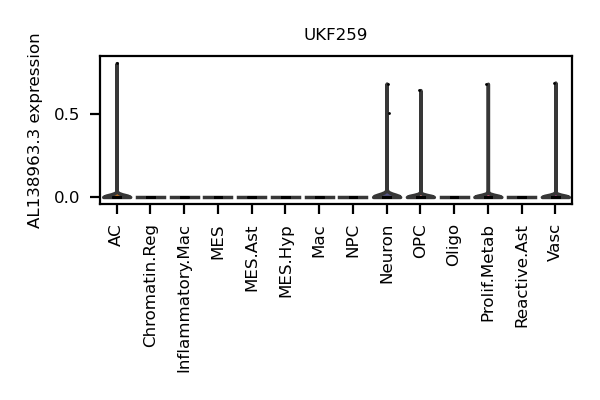 UKF259
AL138963.3 expression
0.5
0.0
AC
Chromatin.Reg
Inflammatory.Mac
MES
MES.Ast
MES.Hyp
Mac
NPC
Neuron
OPC
Oligo
Prolif.Metab
Reactive.Ast
Vasc